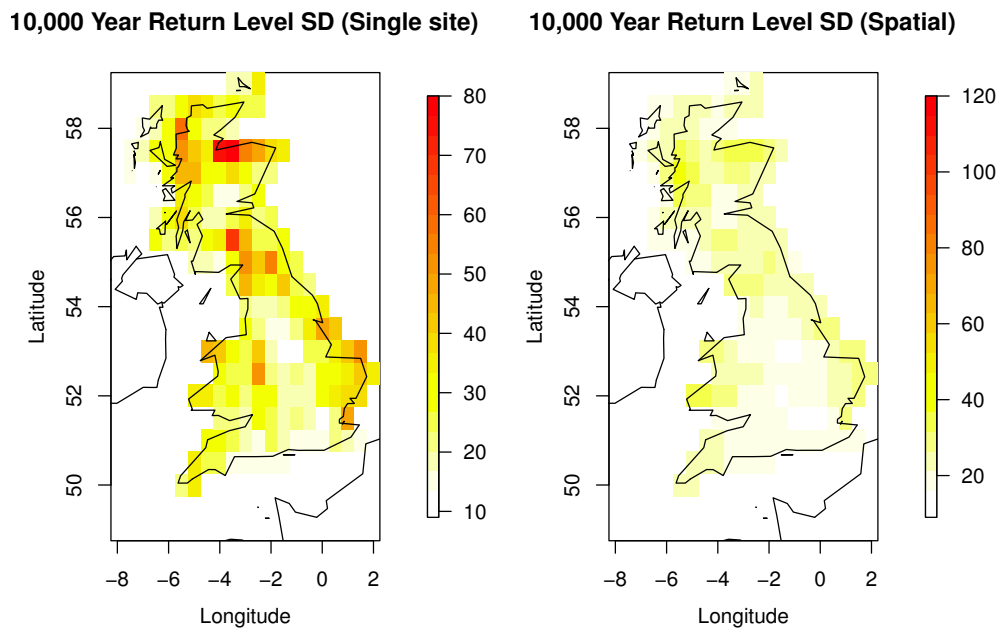 10,000 Year Return Level SD (Single site)
10,000 Year Return Level SD (Spatial)
Latitude
50 52 54 56 58
−8 −6 −4 −2 0 2
Longitude
10 20 30 40 50 60 70 80
Latitude
50 52 54 56 58
−8 −6 −4 −2 0 2
Longitude
20 40 60 80 100 120